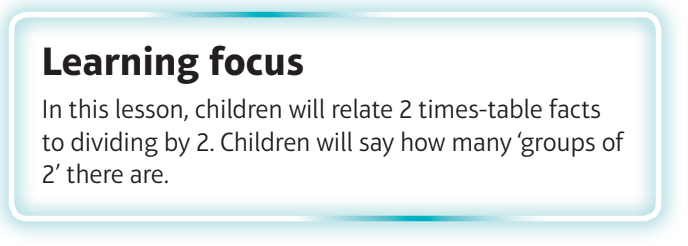 Learning focus
In this lesson, children will relate 2 times-table facts
to dividing by 2. Children will say how many ‘groups of
2’ there are.